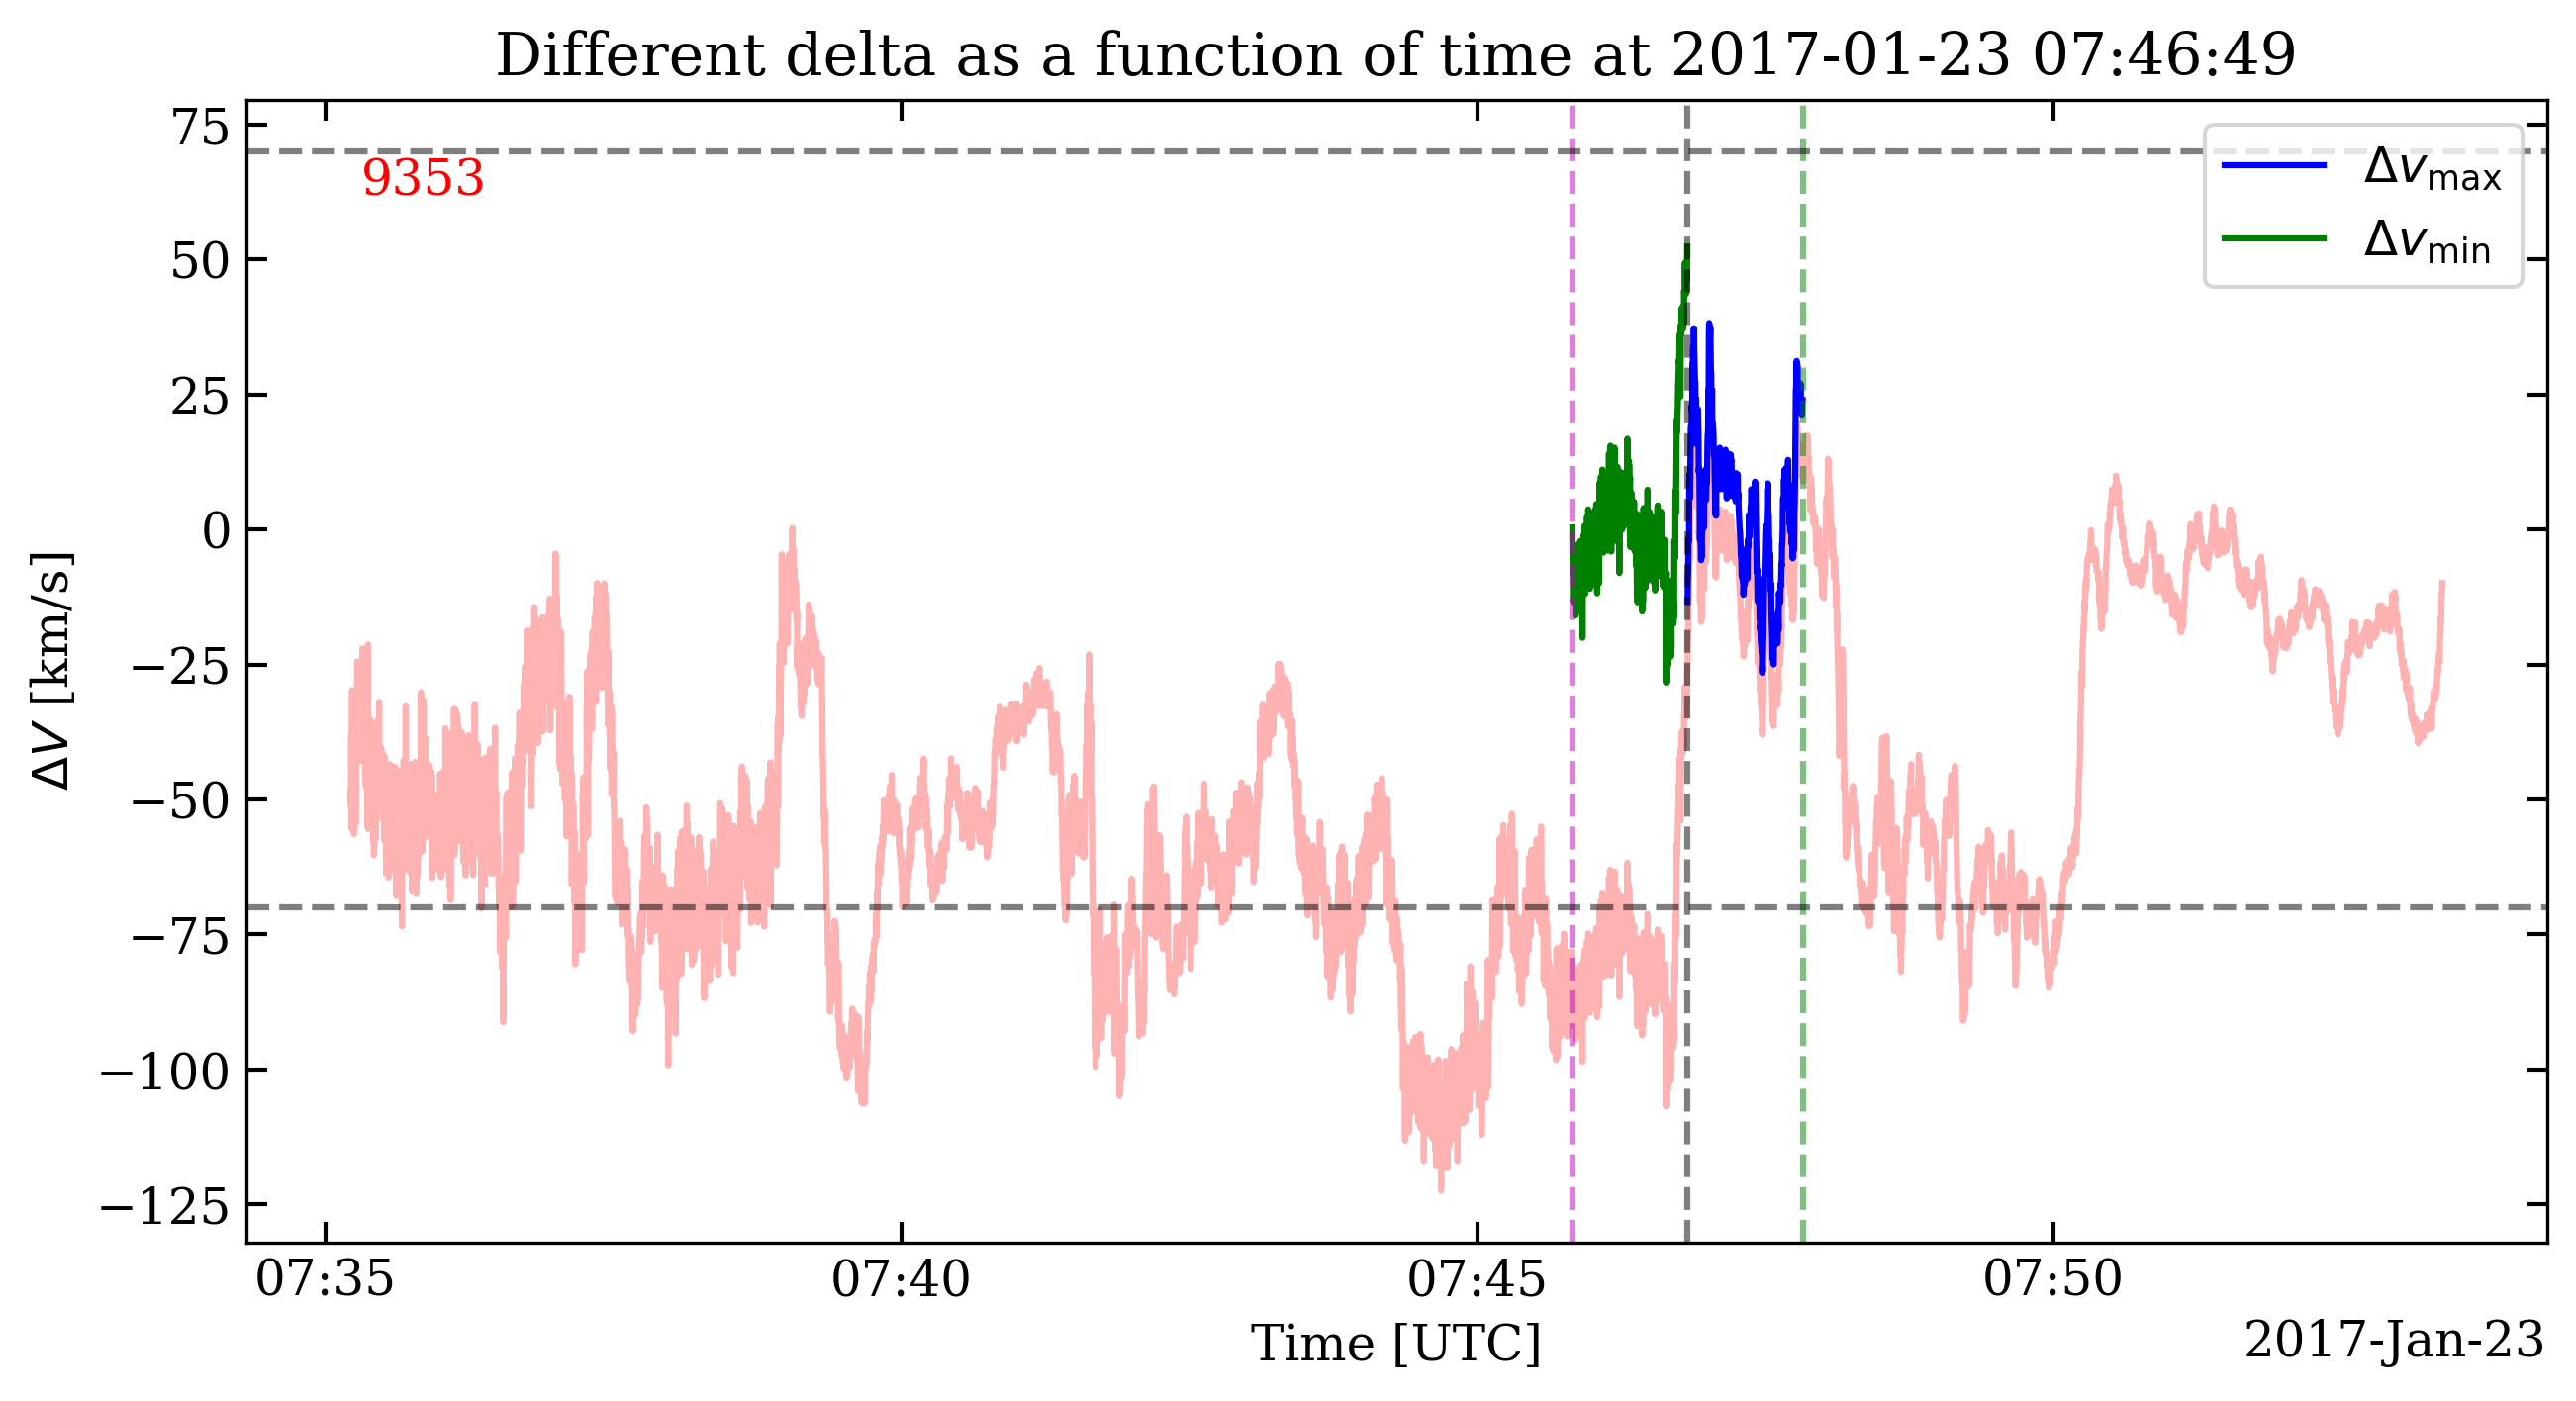 Different delta as a function of time at 2017-01-23 07:46:49
75
50
25
0
−25
−50
−75
−100
−125
ΔV [km/s]
9353
Δv_max
Δv_min
07:35 07:40 07:45 07:50
Time [UTC]
2017-Jan-23